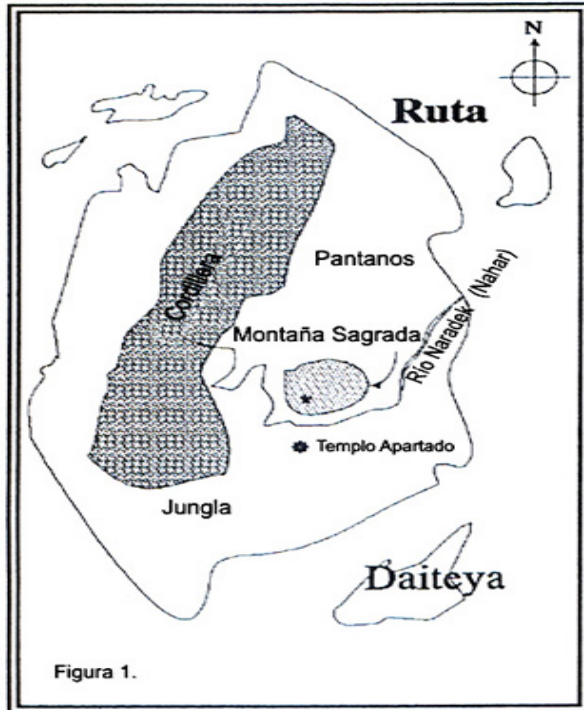 N
Ruta
Pantanos
Cordillera
Río Naradek (Nahar)
Montaña Sagrada
Templo Apartado
Jungla
Daiteya
Figura 1.